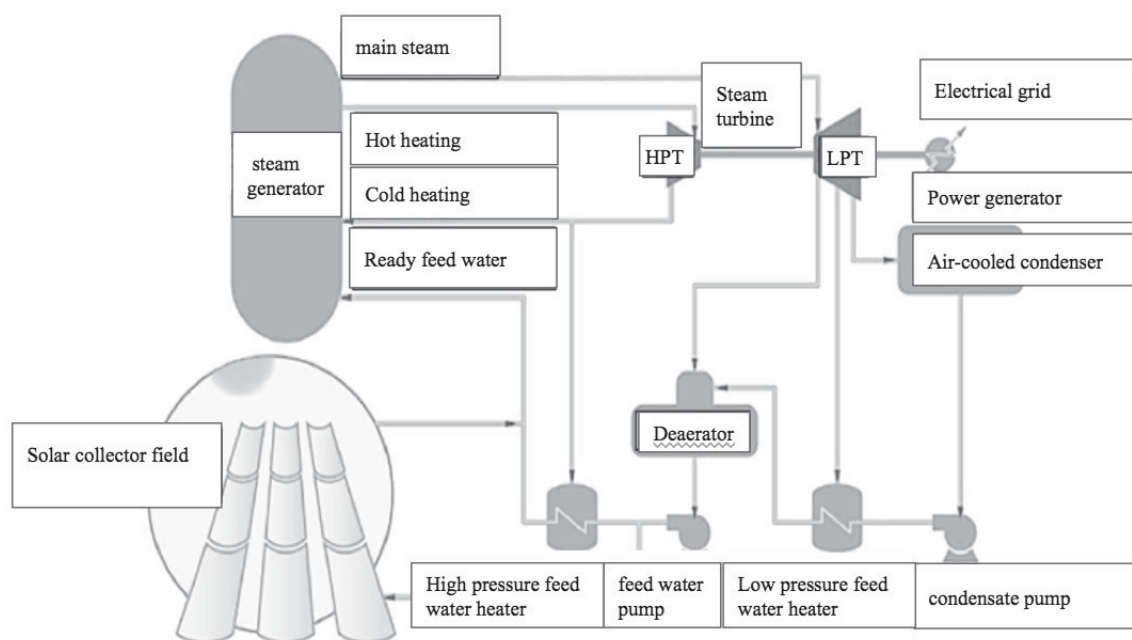 main steam
Steam
turbine
Electrical grid
Hot heating
HPT
LPT
steam
generator
Cold heating
Power generator
Ready feed water
Air-cooled condenser
Solar collector field
Deaerator
High pressure feed
water heater
feed water
pump
Low pressure feed
water heater
condensate pump